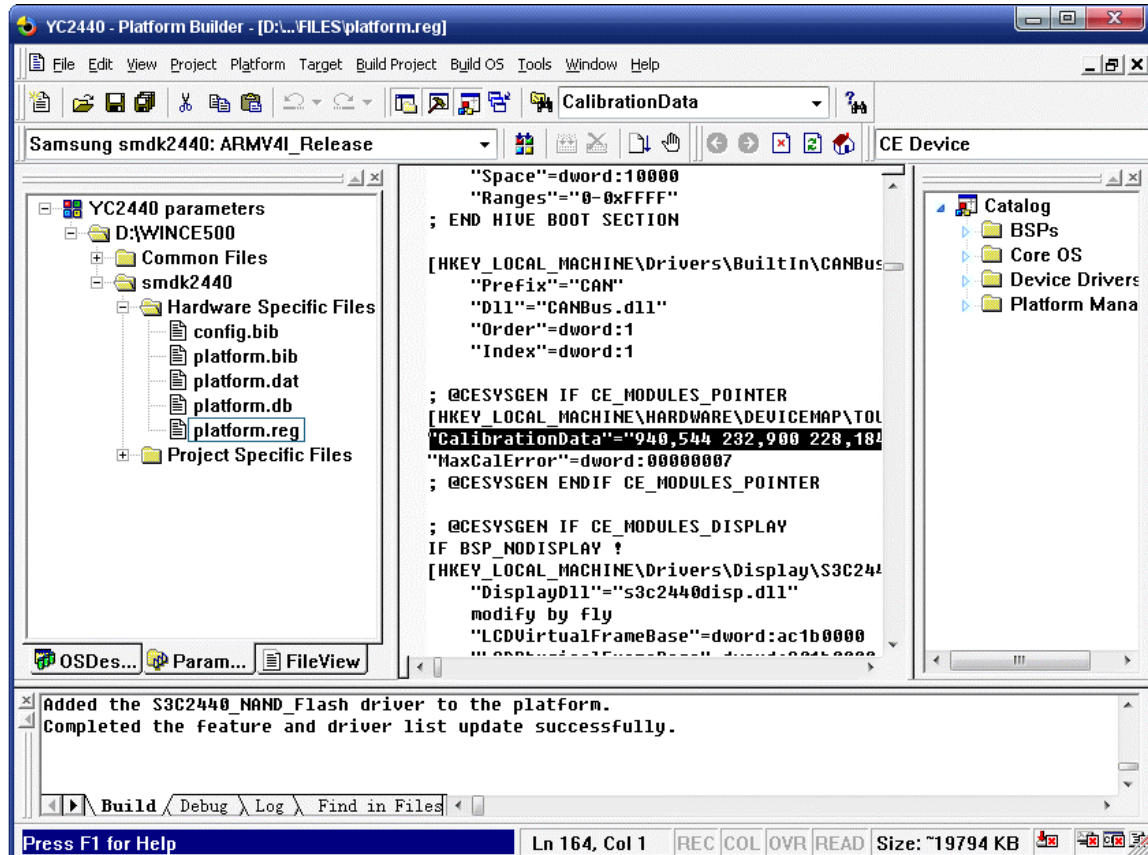 YC2440 - Platform Builder - [D:\...\FILES\platform.reg]
File Edit View Project Platform Target Build Project Build OS Tools Window Help
CalibrationData
Samsung smdk2440: ARMV4I_Release
CE Device
YC2440 parameters
D:\WINCE500
Common Files
smdk2440
Hardware Specific Files
config.bib
platform.bib
platform.dat
platform.db
platform.reg
Project Specific Files
OSDes... Param... FileView
"Space"=dword:10000
"Ranges"="0-0xFFFF"
; END HIVE BOOT SECTION
[HKEY_LOCAL_MACHINE\Drivers\BuiltIn\CANBus
"Prefix"="CAN"
"Dll"="CANBus.dll"
"Order"=dword:1
"Index"=dword:1
; @CESYSGEN IF CE_MODULES_POINTER
[HKEY_LOCAL_MACHINE\HARDWARE\DEVICEMAP\TOU
"CalibrationData"="940,544 232,900 228,184
"MaxCalError"=dword:00000007
; @CESYSGEN ENDIF CE_MODULES_POINTER
; @CESYSGEN IF CE_MODULES_DISPLAY
IF BSP_NODISPLAY !
[HKEY_LOCAL_MACHINE\Drivers\Display\S3C244
"DisplayDll"="s3c2440disp.dll"
modify by fly
"LCDVirtualFrameBase"=dword:ac1b0000
Catalog
BSPs
Core OS
Device Drivers
Platform Mana
Added the S3C2440_NAND_Flash driver to the platform.
Completed the feature and driver list update successfully.
Build Debug Log Find in Files
Press F1 for Help
Ln 164, Col 1 REC COL OVR READ Size: ~19794 KB